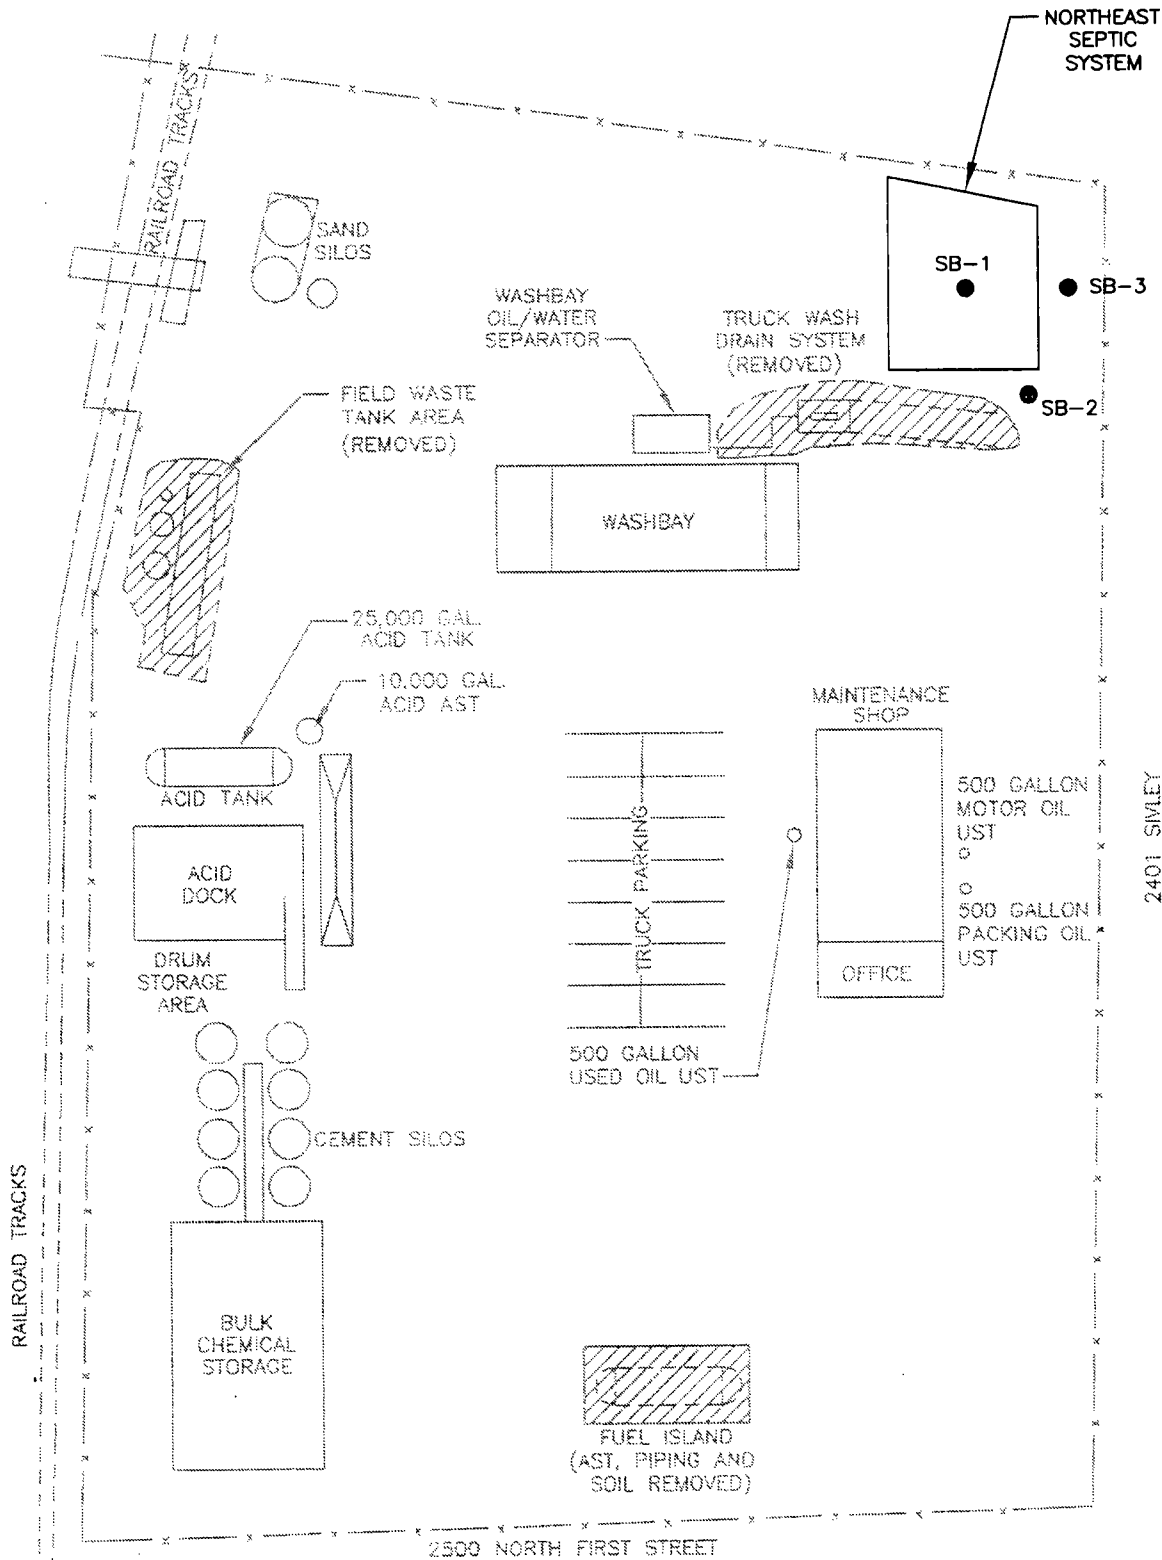 NORTHEAST
SEPTIC
SYSTEM
RAILROAD TRACKS
SAND
SILOS
SB-1
SB-3
WASHBAY
OIL/WATER
SEPARATOR
TRUCK WASH
DRAIN SYSTEM
(REMOVED)
FIELD WASTE
TANK AREA
(REMOVED)
SB-2
WASHBAY
25,000 GAL.
ACID TANK
10,000 GAL.
ACID AST
MAINTENANCE
SHOP
ACID TANK
500 GALLON
MOTOR OIL
UST
TRUCK PARKING
2401 SIVLEY
ACID
DOCK
500 GALLON
PACKING OIL
UST
DRUM
STORAGE
AREA
OFFICE
500 GALLON
USED OIL UST
CEMENT SILOS
RAILROAD TRACKS
BULK
CHEMICAL
STORAGE
FUEL ISLAND
(AST, PIPING AND
SOIL REMOVED)
2500 NORTH FIRST STREET